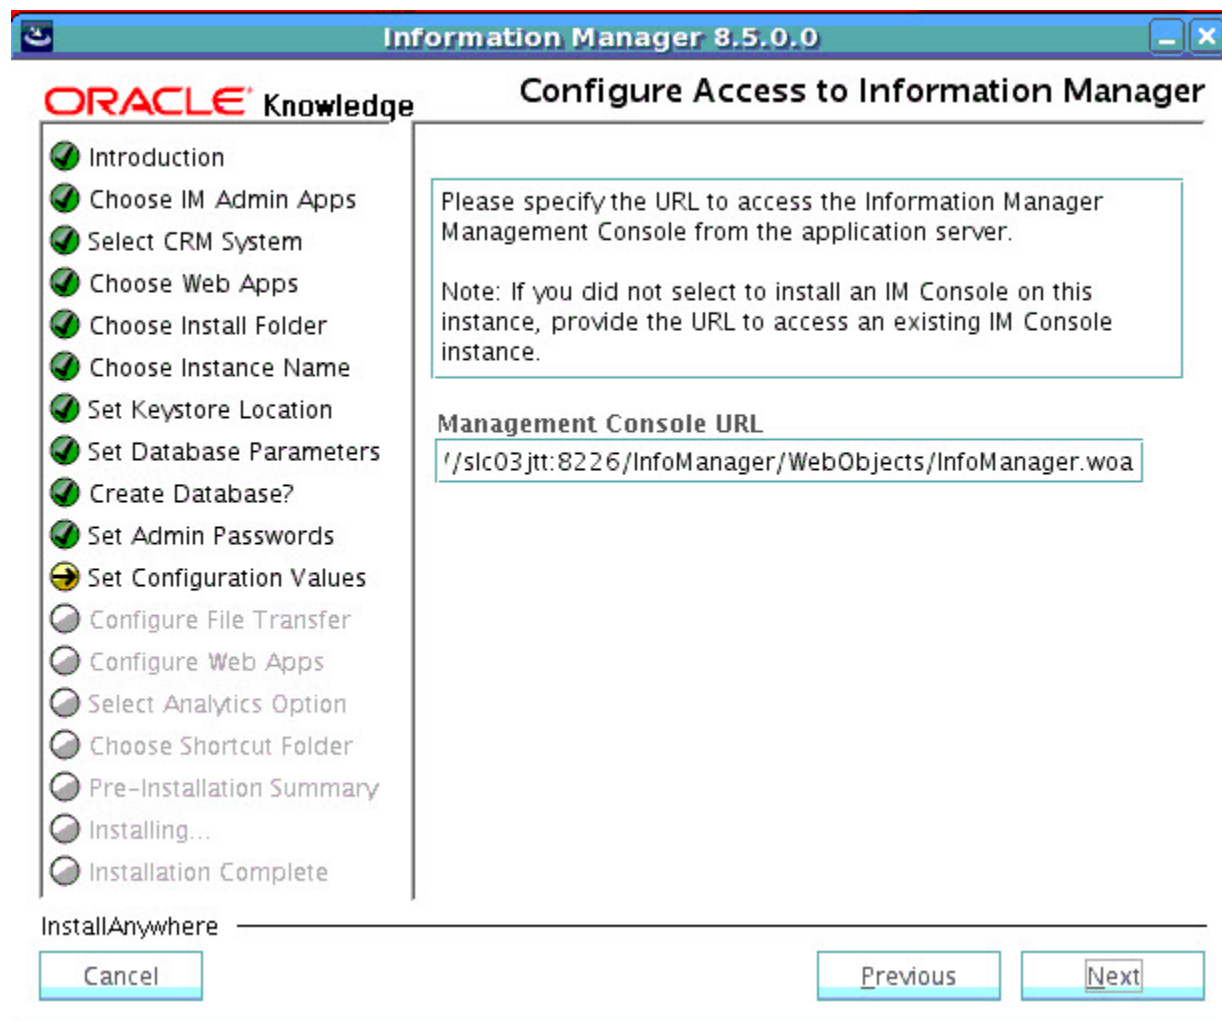 Information Manager 8.5.0.0
ORACLE Knowledge
Configure Access to Information Manager
Introduction
Choose IM Admin Apps
Select CRM System
Choose Web Apps
Choose Install Folder
Choose Instance Name
Set Keystore Location
Set Database Parameters
Create Database?
Set Admin Passwords
Set Configuration Values
Configure File Transfer
Configure Web Apps
Select Analytics Option
Choose Shortcut Folder
Pre-Installation Summary
Installing...
Installation Complete
Please specify the URL to access the Information Manager
Management Console from the application server.
Note: If you did not select to install an IM Console on this
instance, provide the URL to access an existing IM Console
instance.
Management Console URL
//slc03jtt:8226/InfoManager/WebObjects/InfoManager.woa
InstallAnywhere
Cancel
Previous
Next